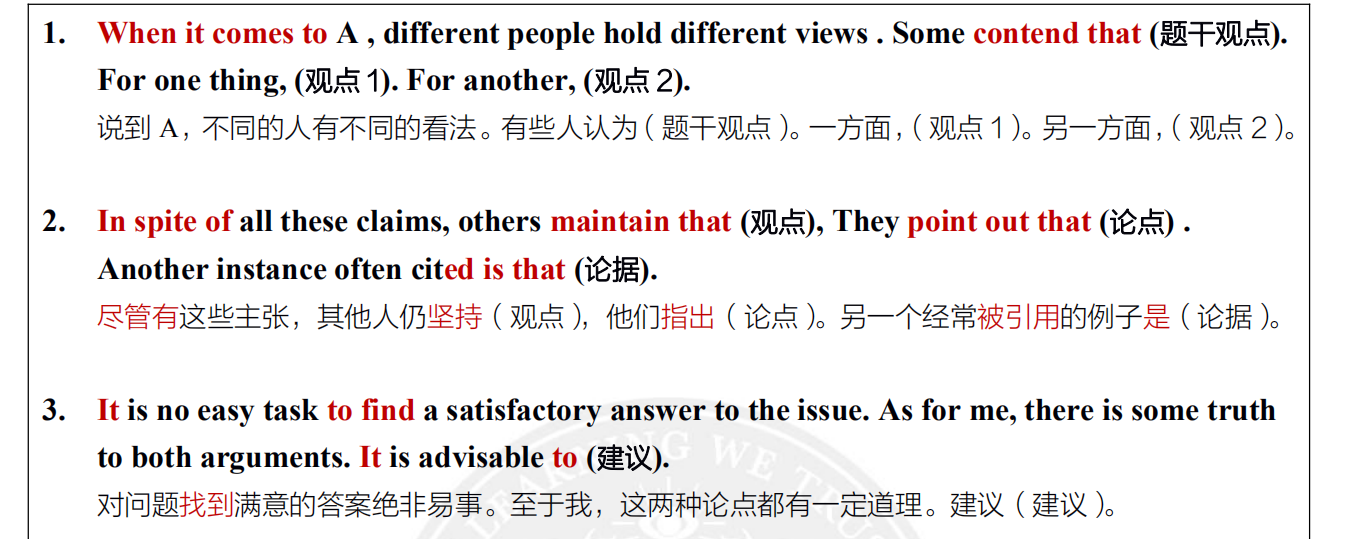 1. When it comes to A , different people hold different views . Some contend that (题干观点).
For one thing, (观点1). For another, (观点2).
说到 A，不同的人有不同的看法。有些人认为（题干观点）。一方面，（观点1）。另一方面，（观点2）。
2. In spite of all these claims, others maintain that (观点), They point out that (论点) .
Another instance often cited is that (论据).
尽管有这些主张，其他人仍坚持（观点），他们指出（论点）。另一个经常被引用的例子是（论据）。
3. It is no easy task to find a satisfactory answer to the issue. As for me, there is some truth
to both arguments. It is advisable to (建议).
对问题找到满意的答案绝非易事。至于我，这两种论点都有一定道理。建议（建议）。